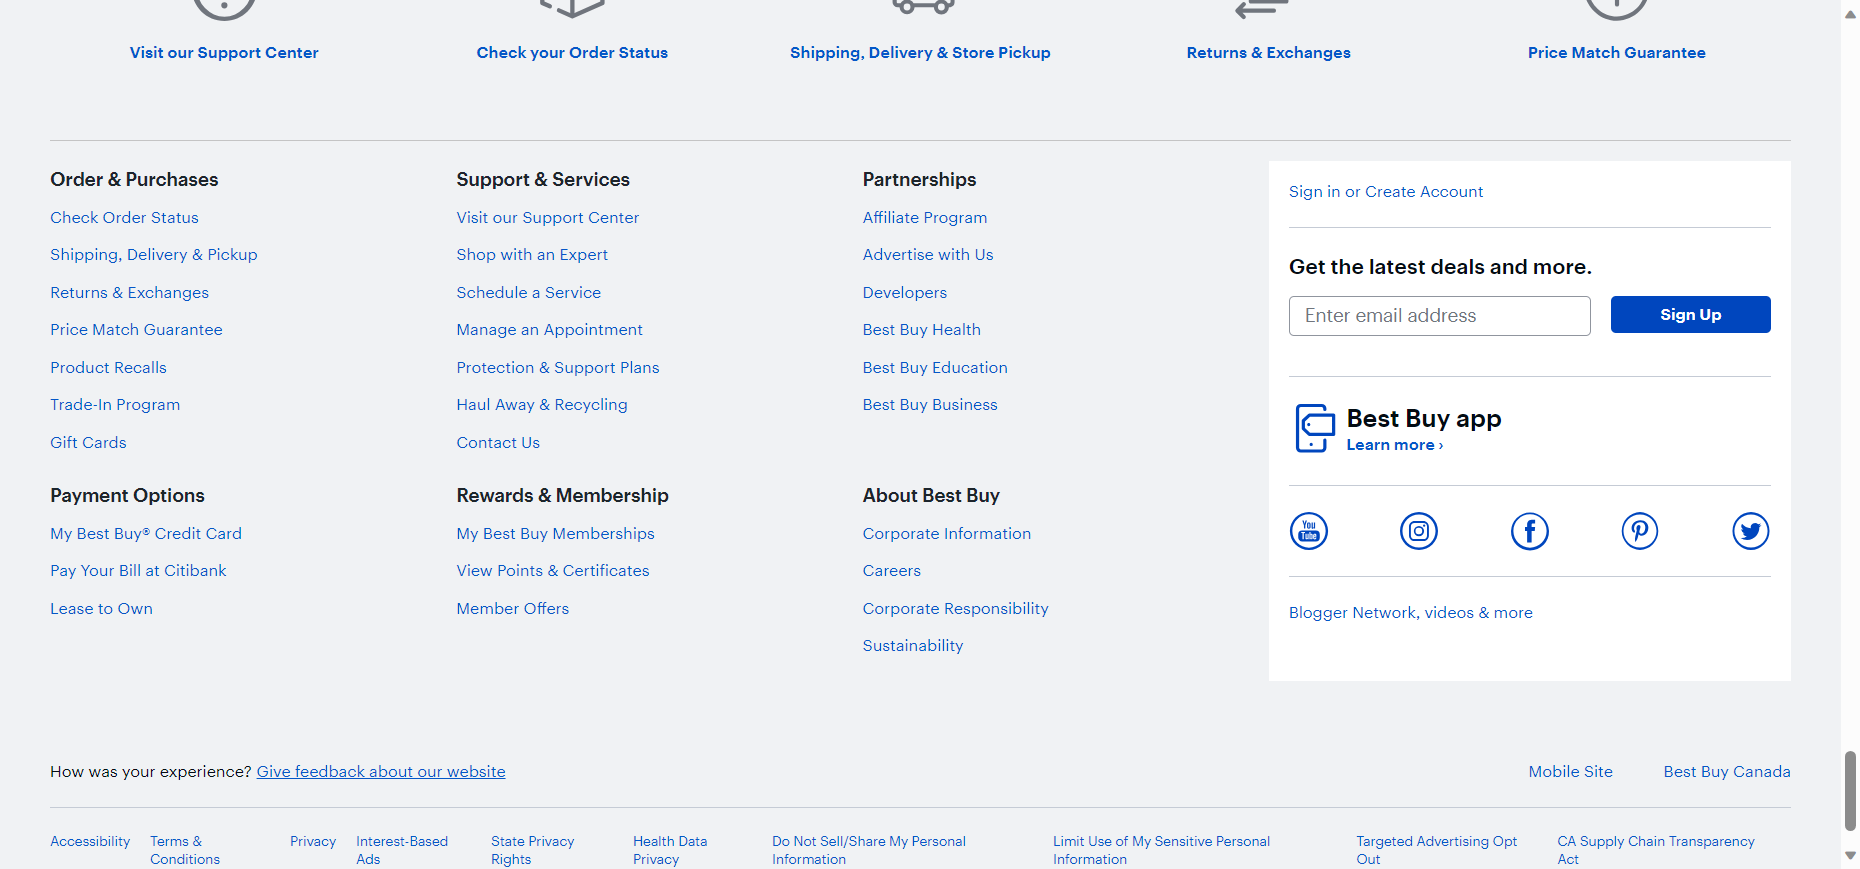 Visit our Support Center
Check your Order Status
Shipping, Delivery & Store Pickup
Returns & Exchanges
Price Match Guarantee
Order & Purchases
Check Order Status
Shipping, Delivery & Pickup
Returns & Exchanges
Price Match Guarantee
Product Recalls
Trade-In Program
Gift Cards
Payment Options
My Best Buy® Credit Card
Pay Your Bill at Citibank
Lease to Own
Support & Services
Visit our Support Center
Shop with an Expert
Schedule a Service
Manage an Appointment
Protection & Support Plans
Haul Away & Recycling
Contact Us
Rewards & Membership
My Best Buy Memberships
View Points & Certificates
Member Offers
Partnerships
Affiliate Program
Advertise with Us
Developers
Best Buy Health
Best Buy Education
Best Buy Business
About Best Buy
Corporate Information
Careers
Corporate Responsibility
Sustainability
Sign in or Create Account
Get the latest deals and more.
Enter email address
Sign Up
Best Buy app
Learn more ›
You
Tube
Blogger Network, videos & more
How was your experience? Give feedback about our website
Mobile Site
Best Buy Canada
Accessibility
Terms &
Conditions
Privacy
Interest-Based
Ads
State Privacy
Rights
Health Data
Privacy
Do Not Sell/Share My Personal
Information
Limit Use of My Sensitive Personal
Information
Targeted Advertising Opt
Out
CA Supply Chain Transparency
Act